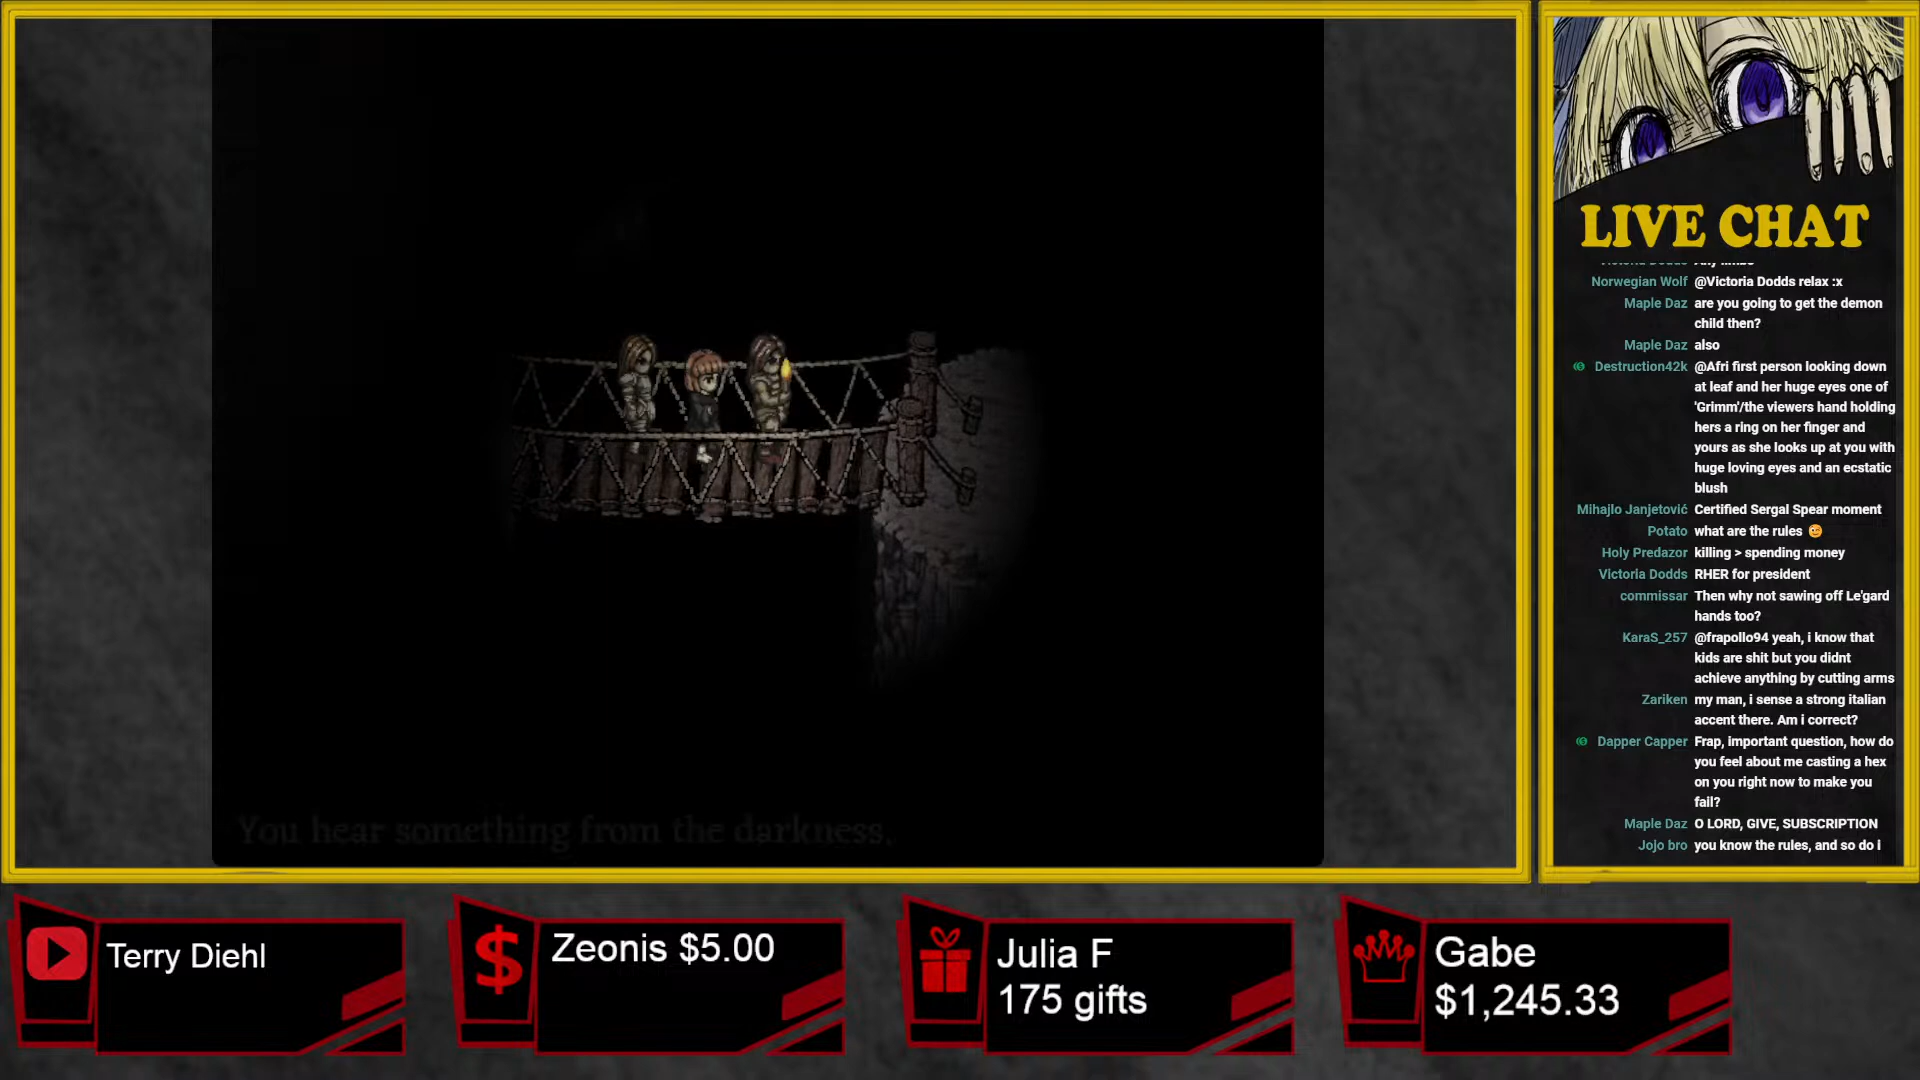 You hear something from the darkness.
LIVE CHAT
Norwegian Wolf @Victoria Dodds relax :x
Maple Daz are you going to get the demon
child then?
Maple Daz also
Destruction42k @Afri first person looking down
at leaf and her huge eyes one of
'Grimm'/the viewers hand holding
hers a ring on her finger and
yours as she looks up at you with
huge loving eyes and an ecstatic
blush
Mihajlo Janjetović Certified Sergal Spear moment
Potato what are the rules
Holy Predazor killing > spending money
Victoria Dodds RHER for president
commissar Then why not sawing off Le'gard
hands too?
KaraS_257 @frapollo94 yeah, i know that
kids are shit but you didnt
achieve anything by cutting arms
Zariken my man, i sense a strong italian
accent there. Am i correct?
Dapper Capper Frap, important question, how do
you feel about me casting a hex
on you right now to make you
fail?
Maple Daz O LORD, GIVE, SUBSCRIPTION
Jojo bro you know the rules, and so do i
Terry Diehl
Zeonis $5.00
Julia F
175 gifts
Gabe
$1,245.33